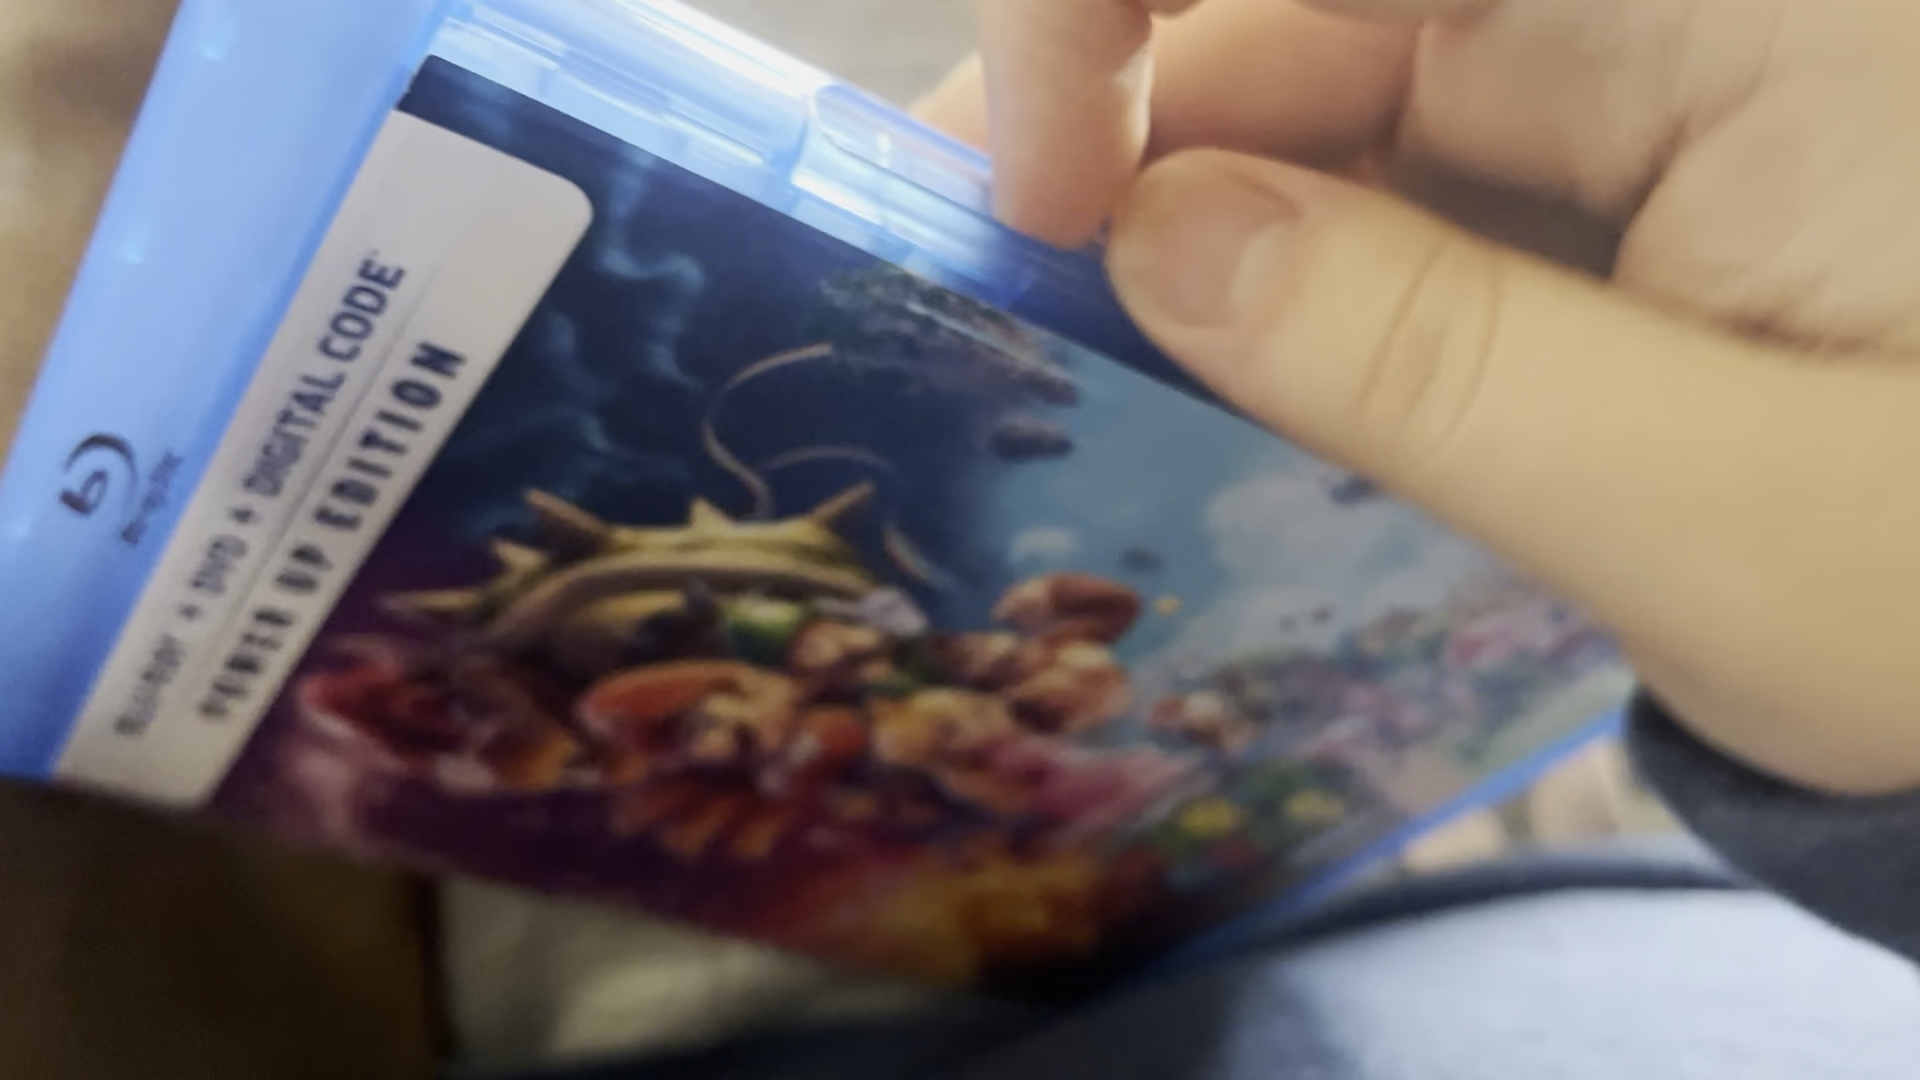 BLU-RAY + DVD + DIGITAL CODE
POWER UP EDITION